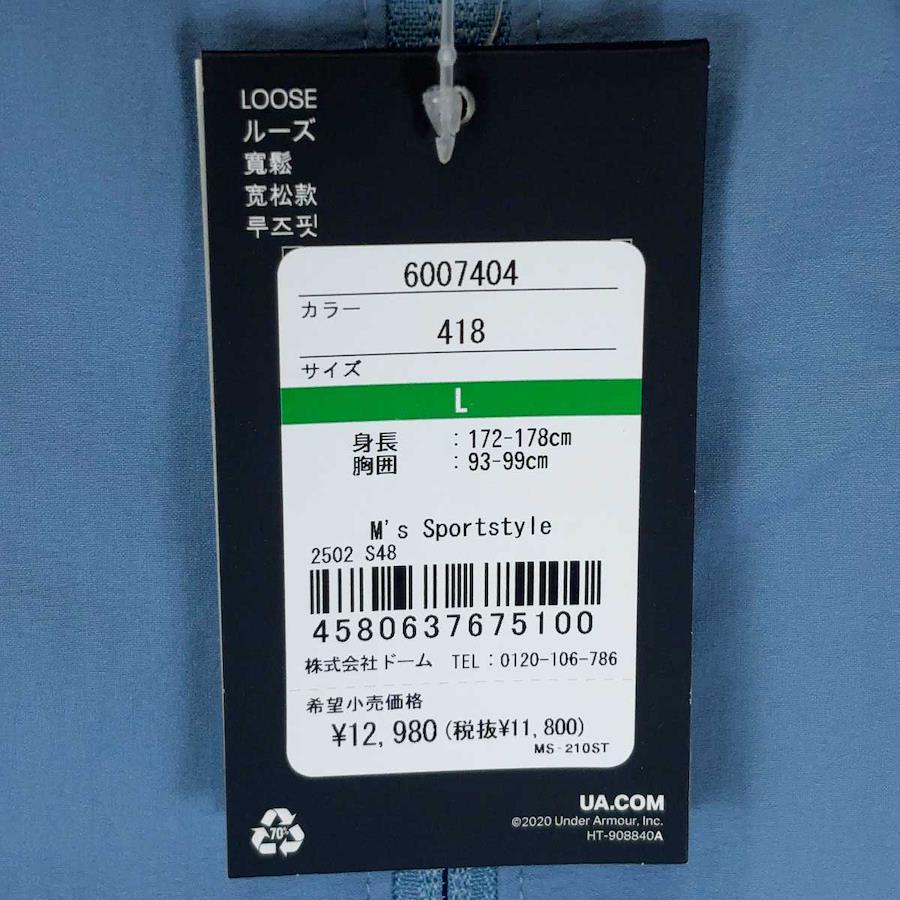 LOOSE
ルーズ
寬鬆
宽松款
루즈핏
6007404
カラー
418
サイズ
L
身長 : 172-178cm
胸囲 : 93-99cm
M's Sportstyle
2502 S48
4580637675100
株式会社ドーム TEL:0120-106-786
希望小売価格
¥12,980(税抜¥11,800)
MS-210ST
70%
UA.COM
©2020 Under Armour, Inc.
HT-908840A